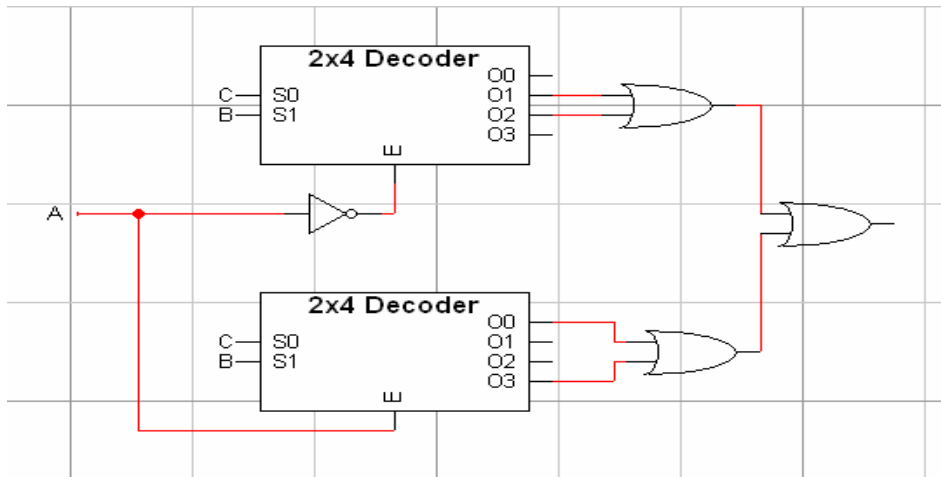 2x4 Decoder
O0
C S0 O1
B S1 O2
O3
E
A
2x4 Decoder
O0
C S0 O1
B S1 O2
O3
E